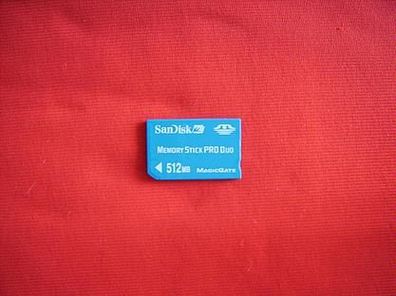 SanDisk
MEMORY STICK PRO DUO
512MB MAGICGATE